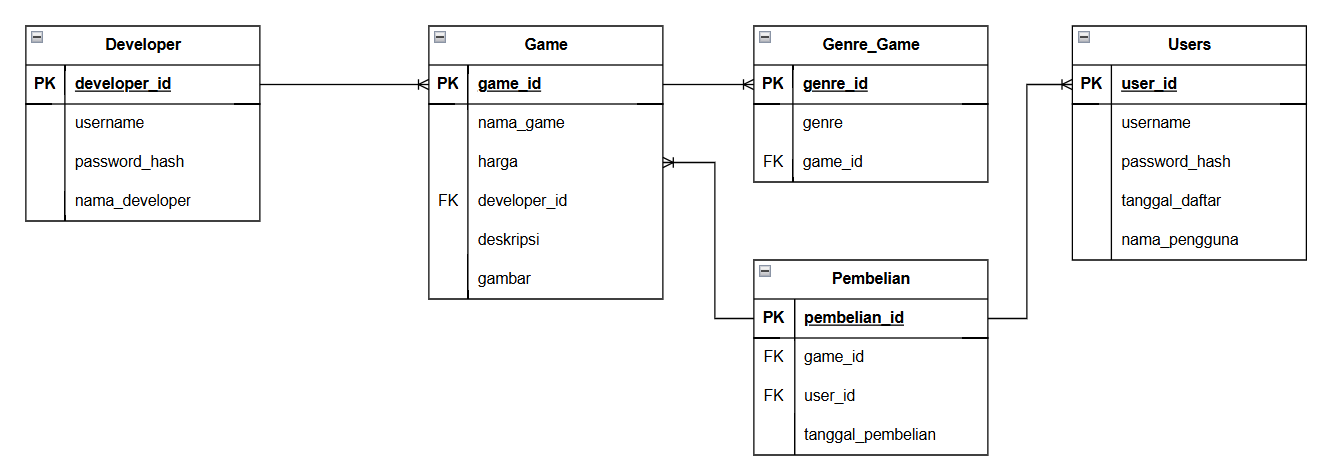 Developer
PK developer_id
username
password_hash
nama_developer
Game
PK game_id
nama_game
harga
FK developer_id
deskripsi
gambar
Genre_Game
PK genre_id
genre
FK game_id
Users
PK user_id
username
password_hash
tanggal_daftar
nama_pengguna
Pembelian
PK pembelian_id
FK game_id
FK user_id
tanggal_pembelian